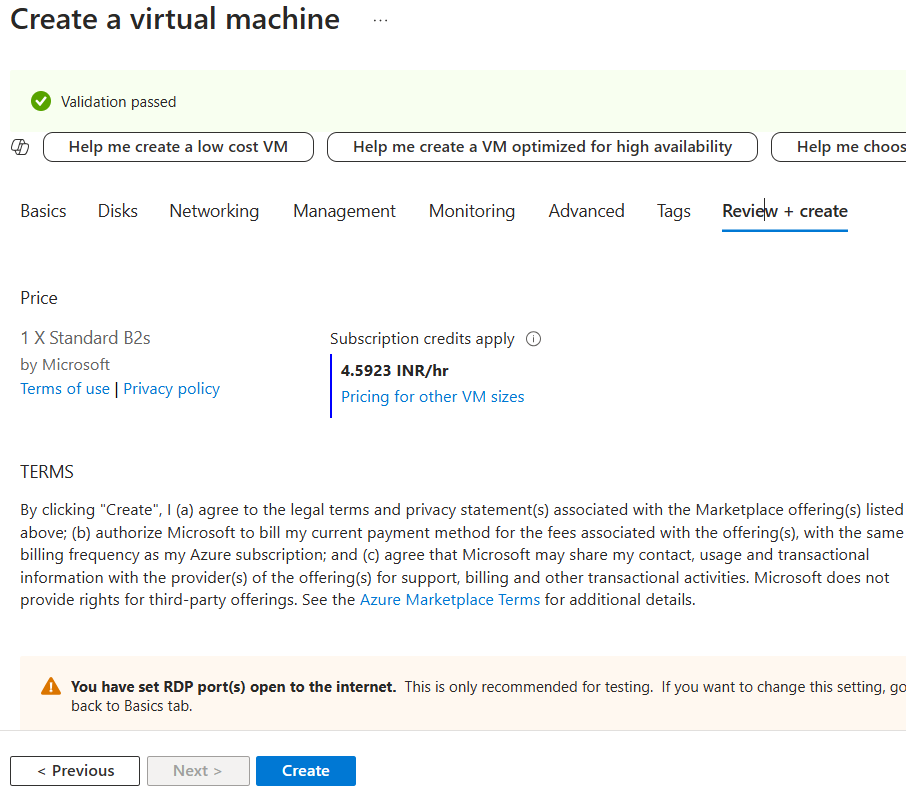 Create a virtual machine ...
Validation passed
Help me create a low cost VM
Help me create a VM optimized for high availability
Help me choos
Basics Disks Networking Management Monitoring Advanced Tags Review + create
Price
1 X Standard B2s
by Microsoft
Terms of use | Privacy policy
Subscription credits apply
4.5923 INR/hr
Pricing for other VM sizes
TERMS
By clicking "Create", I (a) agree to the legal terms and privacy statement(s) associated with the Marketplace offering(s) listed
above; (b) authorize Microsoft to bill my current payment method for the fees associated with the offering(s), with the same
billing frequency as my Azure subscription; and (c) agree that Microsoft may share my contact, usage and transactional
information with the provider(s) of the offering(s) for support, billing and other transactional activities. Microsoft does not
provide rights for third-party offerings. See the Azure Marketplace Terms for additional details.
You have set RDP port(s) open to the internet. This is only recommended for testing. If you want to change this setting, go
back to Basics tab.
< Previous
Next >
Create